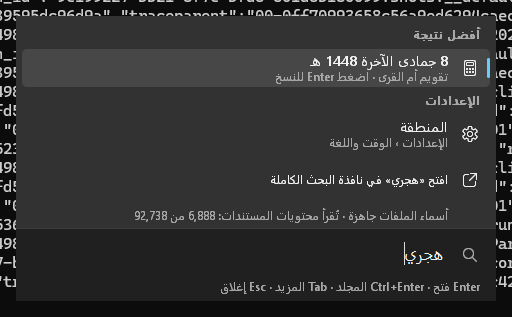 أفضل نتيجة
8 جمادى الآخرة 1448 هـ
تقويم أم القرى · اضغط Enter للنسخ
الإعدادات
المنطقة
الإعدادات › الوقت واللغة
افتح «هجري» في نافذة البحث الكاملة
أسماء الملفات جاهزة · تُقرأ محتويات المستندات: 6,888 من 92,738
هجري
Enter فتح · Ctrl+Enter المجلد · Tab المزيد · Esc إغلاق